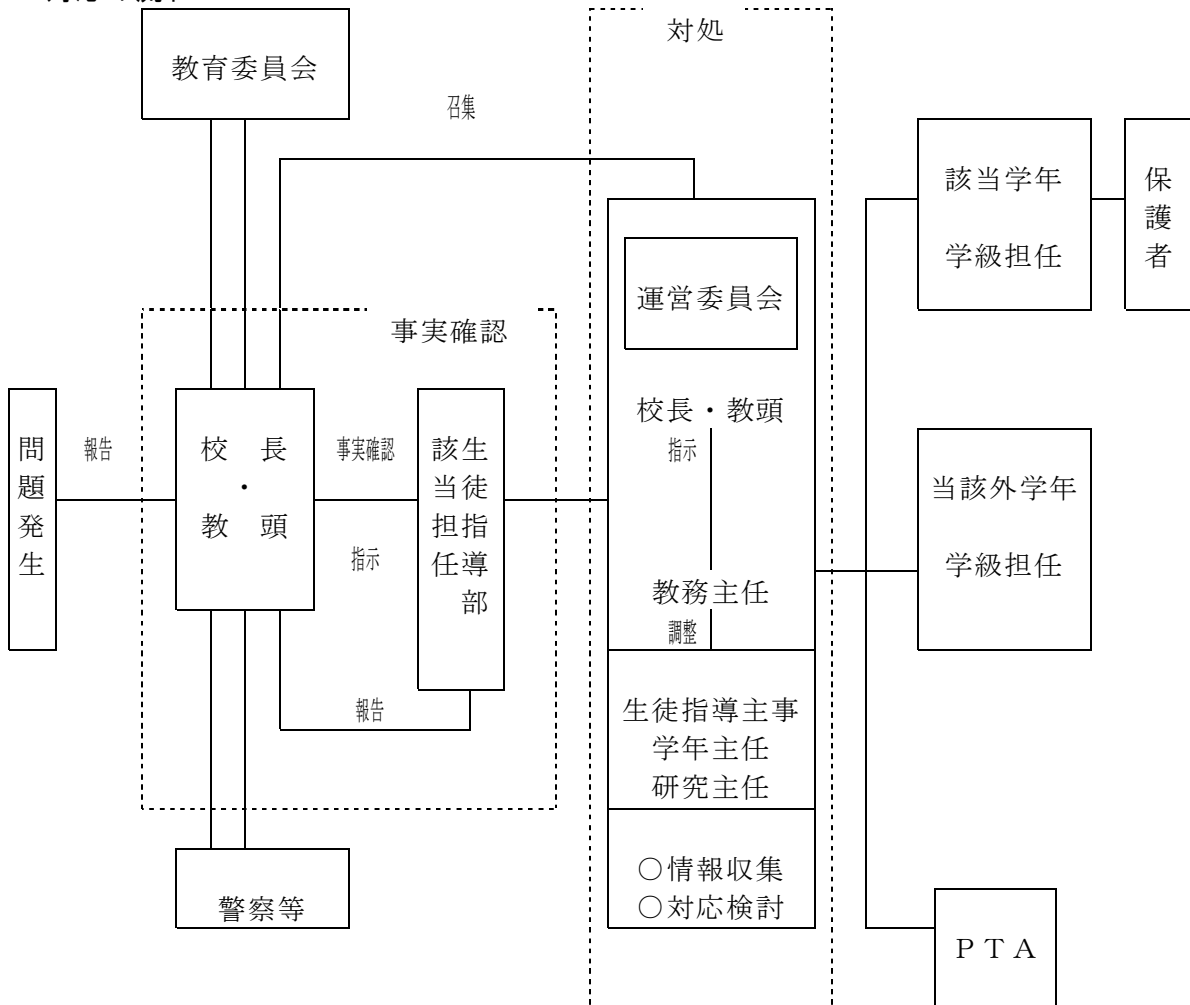 対処
教育委員会
召集
該当学年
学級担任
保護者
運営委員会
事実確認
校長・教頭
指示
問題発生
報告
校長
・
教頭
事実確認
指示
生徒指導部
該当担任
当該外学年
学級担任
教務主任
調整
報告
生徒指導主事
学年主任
研究主任
○情報収集
○対応検討
警察等
ＰＴＡ